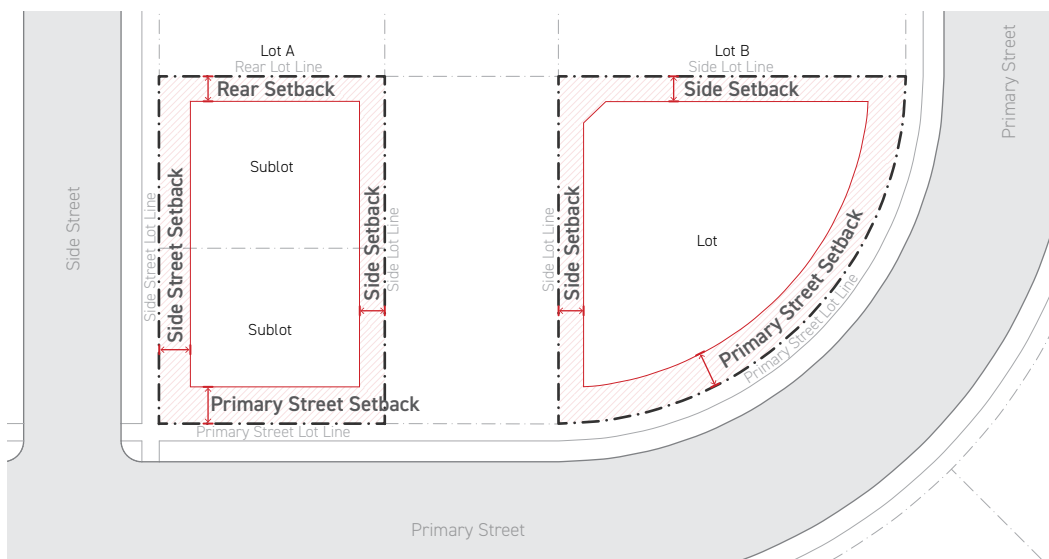 Lot A
Rear Lot Line
Rear Setback
Lot B
Side Lot Line
Side Setback
Primary Street
Sublot
Side Street
Side Street Lot Line
Side Street Setback
Side Setback
Side Lot Line
Sublot
Primary Street Setback
Primary Street Lot Line
Side Lot Line
Side Setback
Lot
Primary Street Setback
Primary Street Lot Line
Primary Street